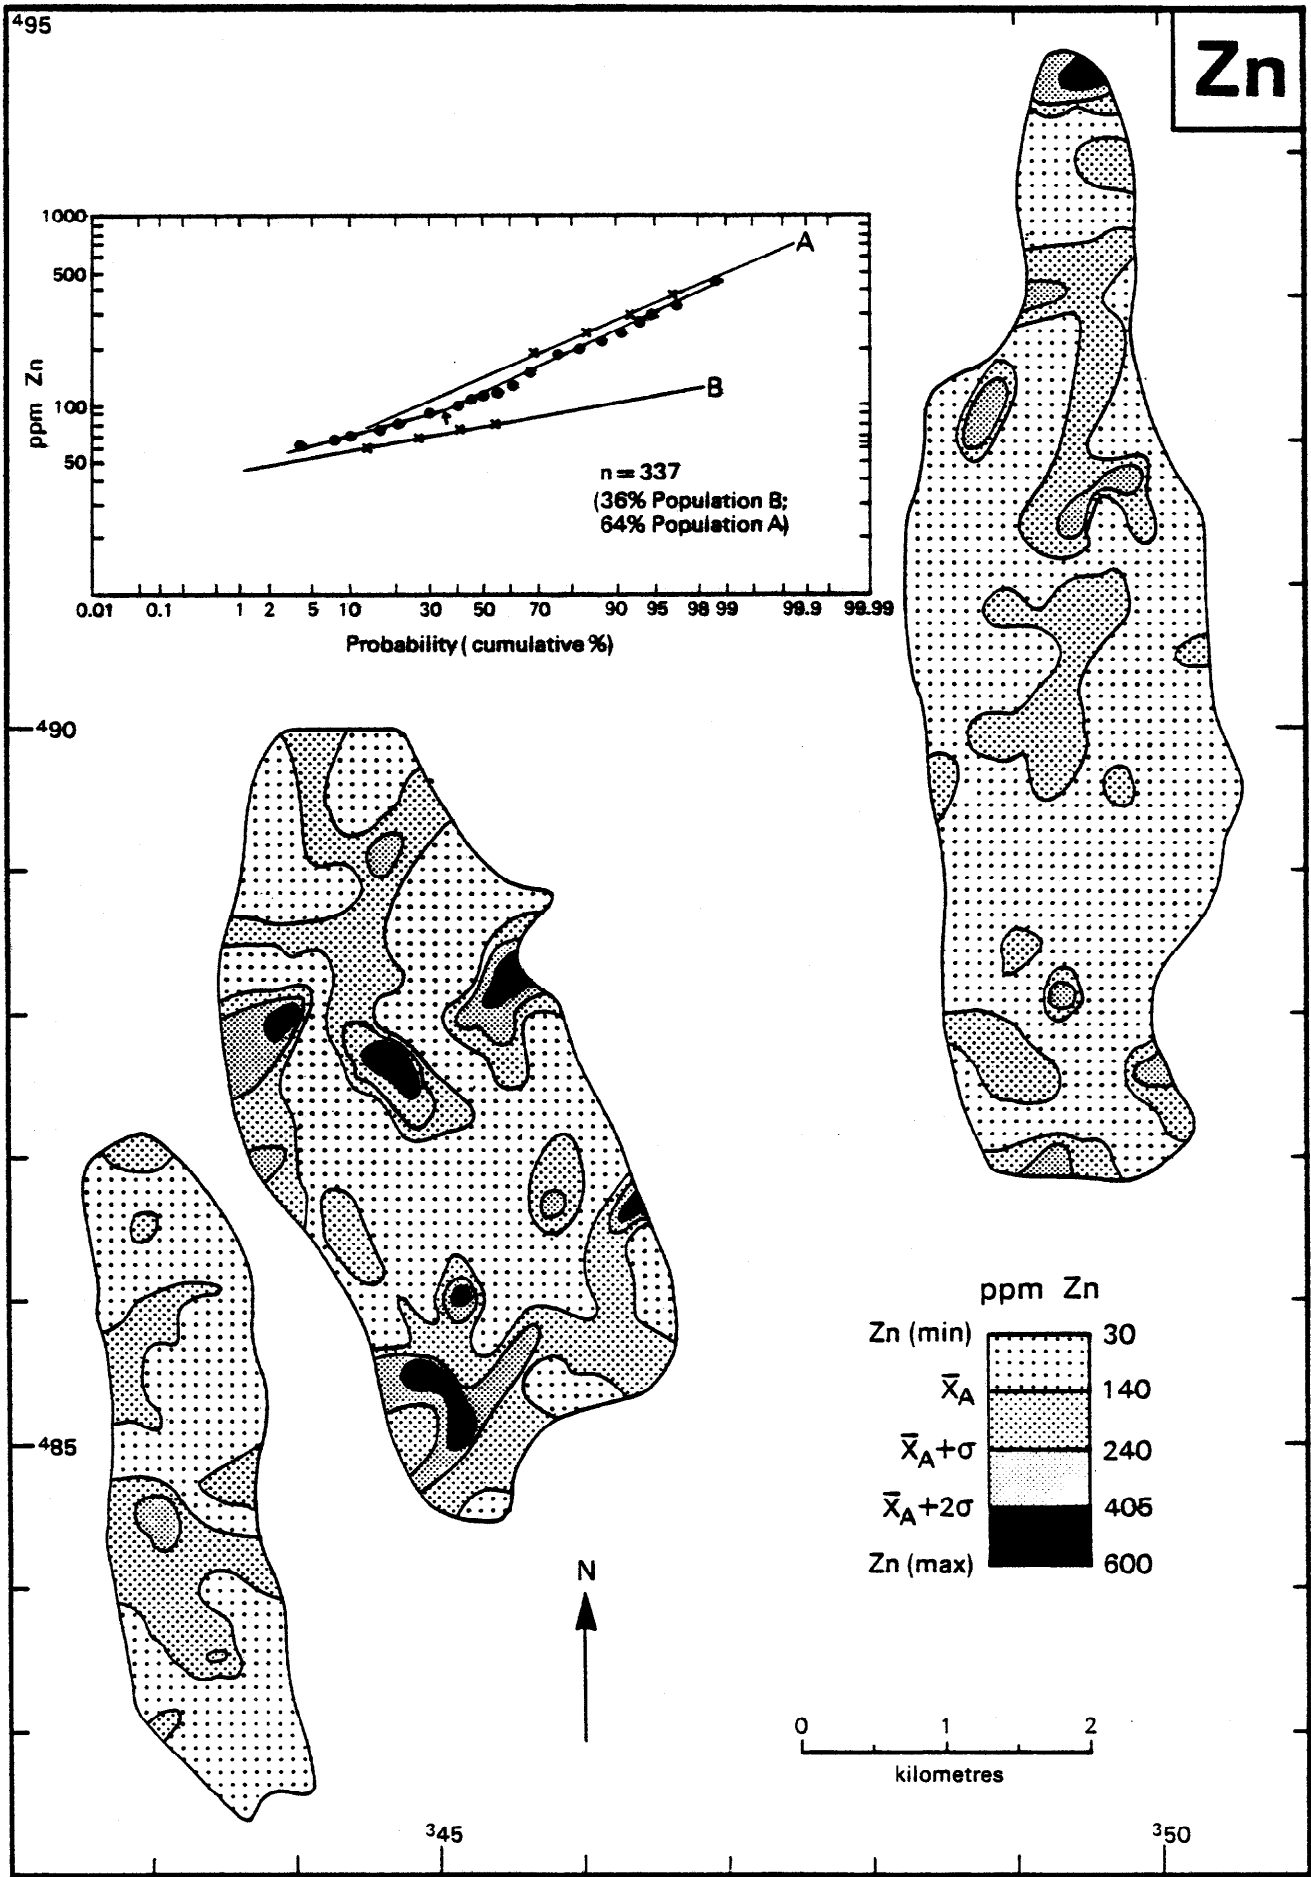 ⁴95
Zn
1000
500
100
50
ppm Zn
A
B
n = 337
(36% Population B;
64% Population A)
0.01 0.1 1 2 5 10 30 50 70 90 95 98 99 99.9 99.99
Probability ( cumulative %)
⁴90
⁴85
ppm Zn
Zn (min) 30
X̅A 140
X̅A+σ 240
X̅A+2σ 405
Zn (max) 600
N
0 1 2
kilometres
³45
³50